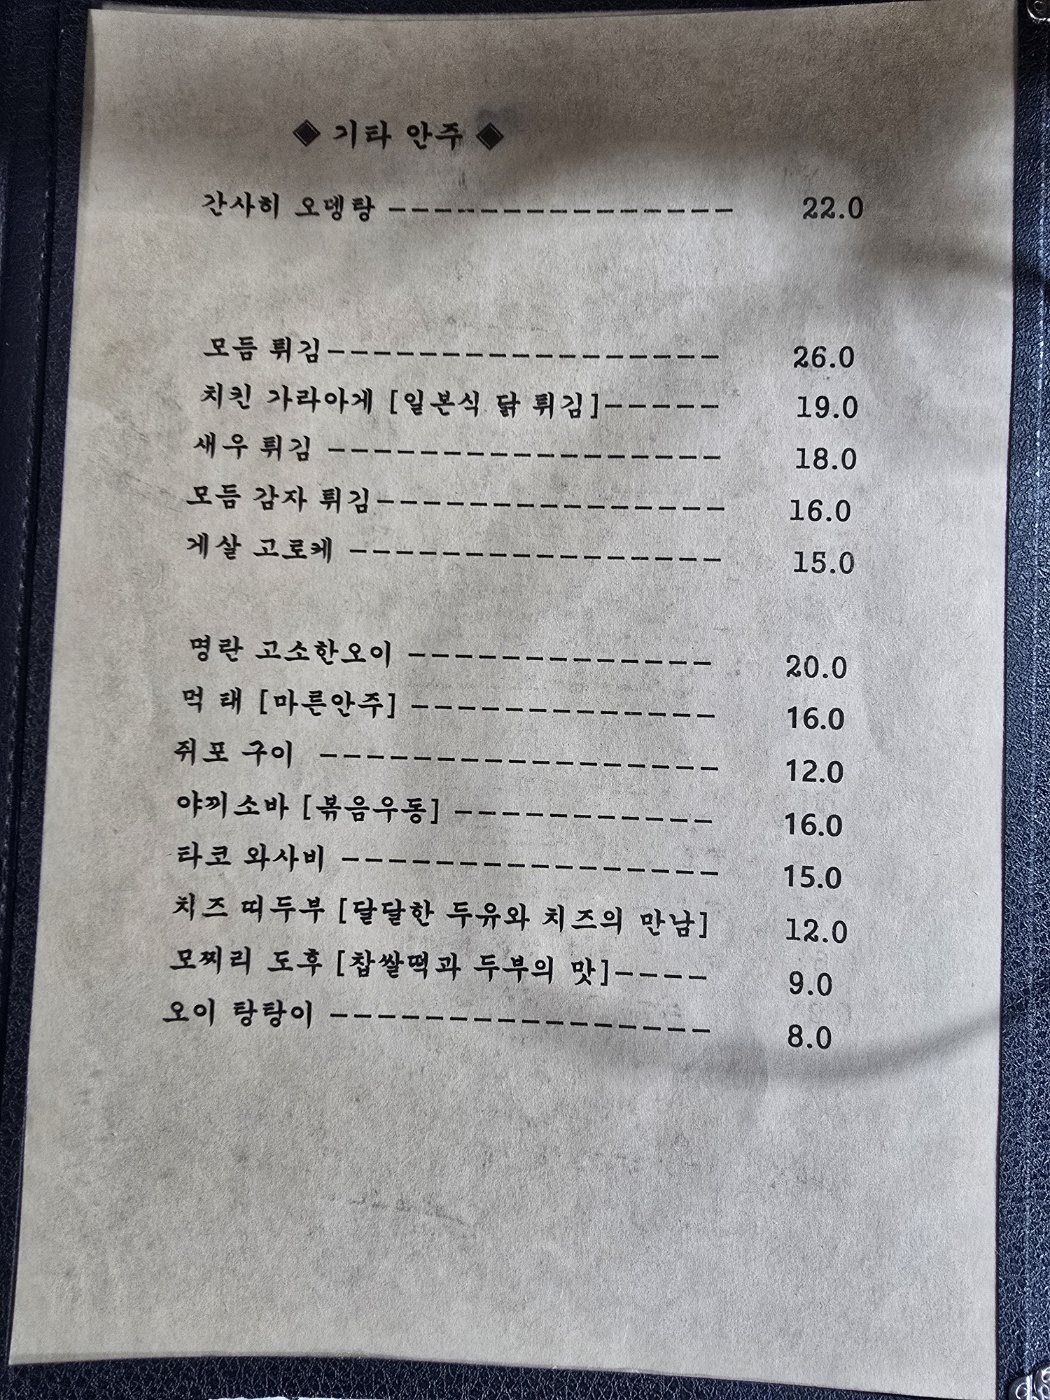 ◈ 기타 안주 ◈
간사히 오뎅탕 --------------- 22.0
모듬 튀김----------------- 26.0
치킨 가라아게 [일본식 닭 튀김]----- 19.0
새우 튀김 ----------------- 18.0
모듬 감자 튀김--------------- 16.0
게살 고로케 ---------------- 15.0
명란 고소한오이 ------------- 20.0
먹 태 [마른안주] ------------- 16.0
쥐포 구이 ----------------- 12.0
야끼소바 [볶음우동] ----------- 16.0
타코 와사비 ---------------- 15.0
치즈 띠두부 [달달한 두유와 치즈의 만남] 12.0
모찌리 도후 [찹쌀떡과 두부의 맛]---- 9.0
오이 탕탕이 ---------------- 8.0